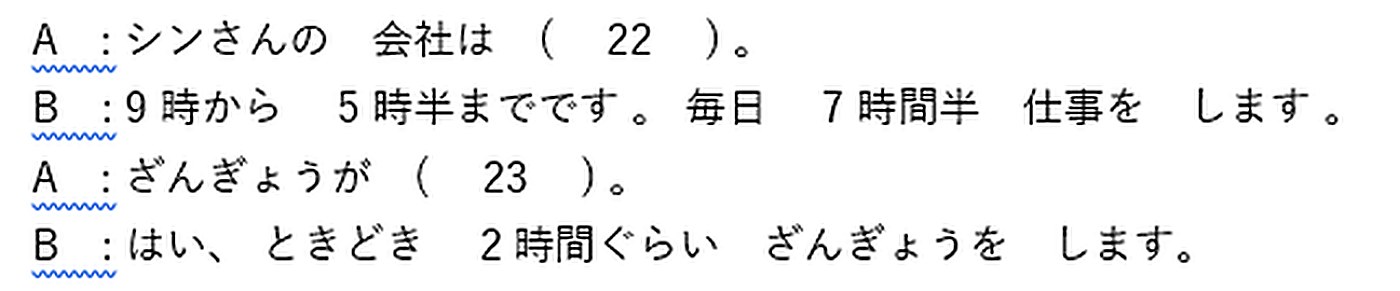 A　：シンさんの　会社は　（　22　）。
B　：9 時から　5 時半までです。 毎日　7 時間半　仕事を　します。
A　：ざんぎょうが　（　23　）。
B　：はい、 ときどき　2 時間ぐらい　ざんぎょうを　します。